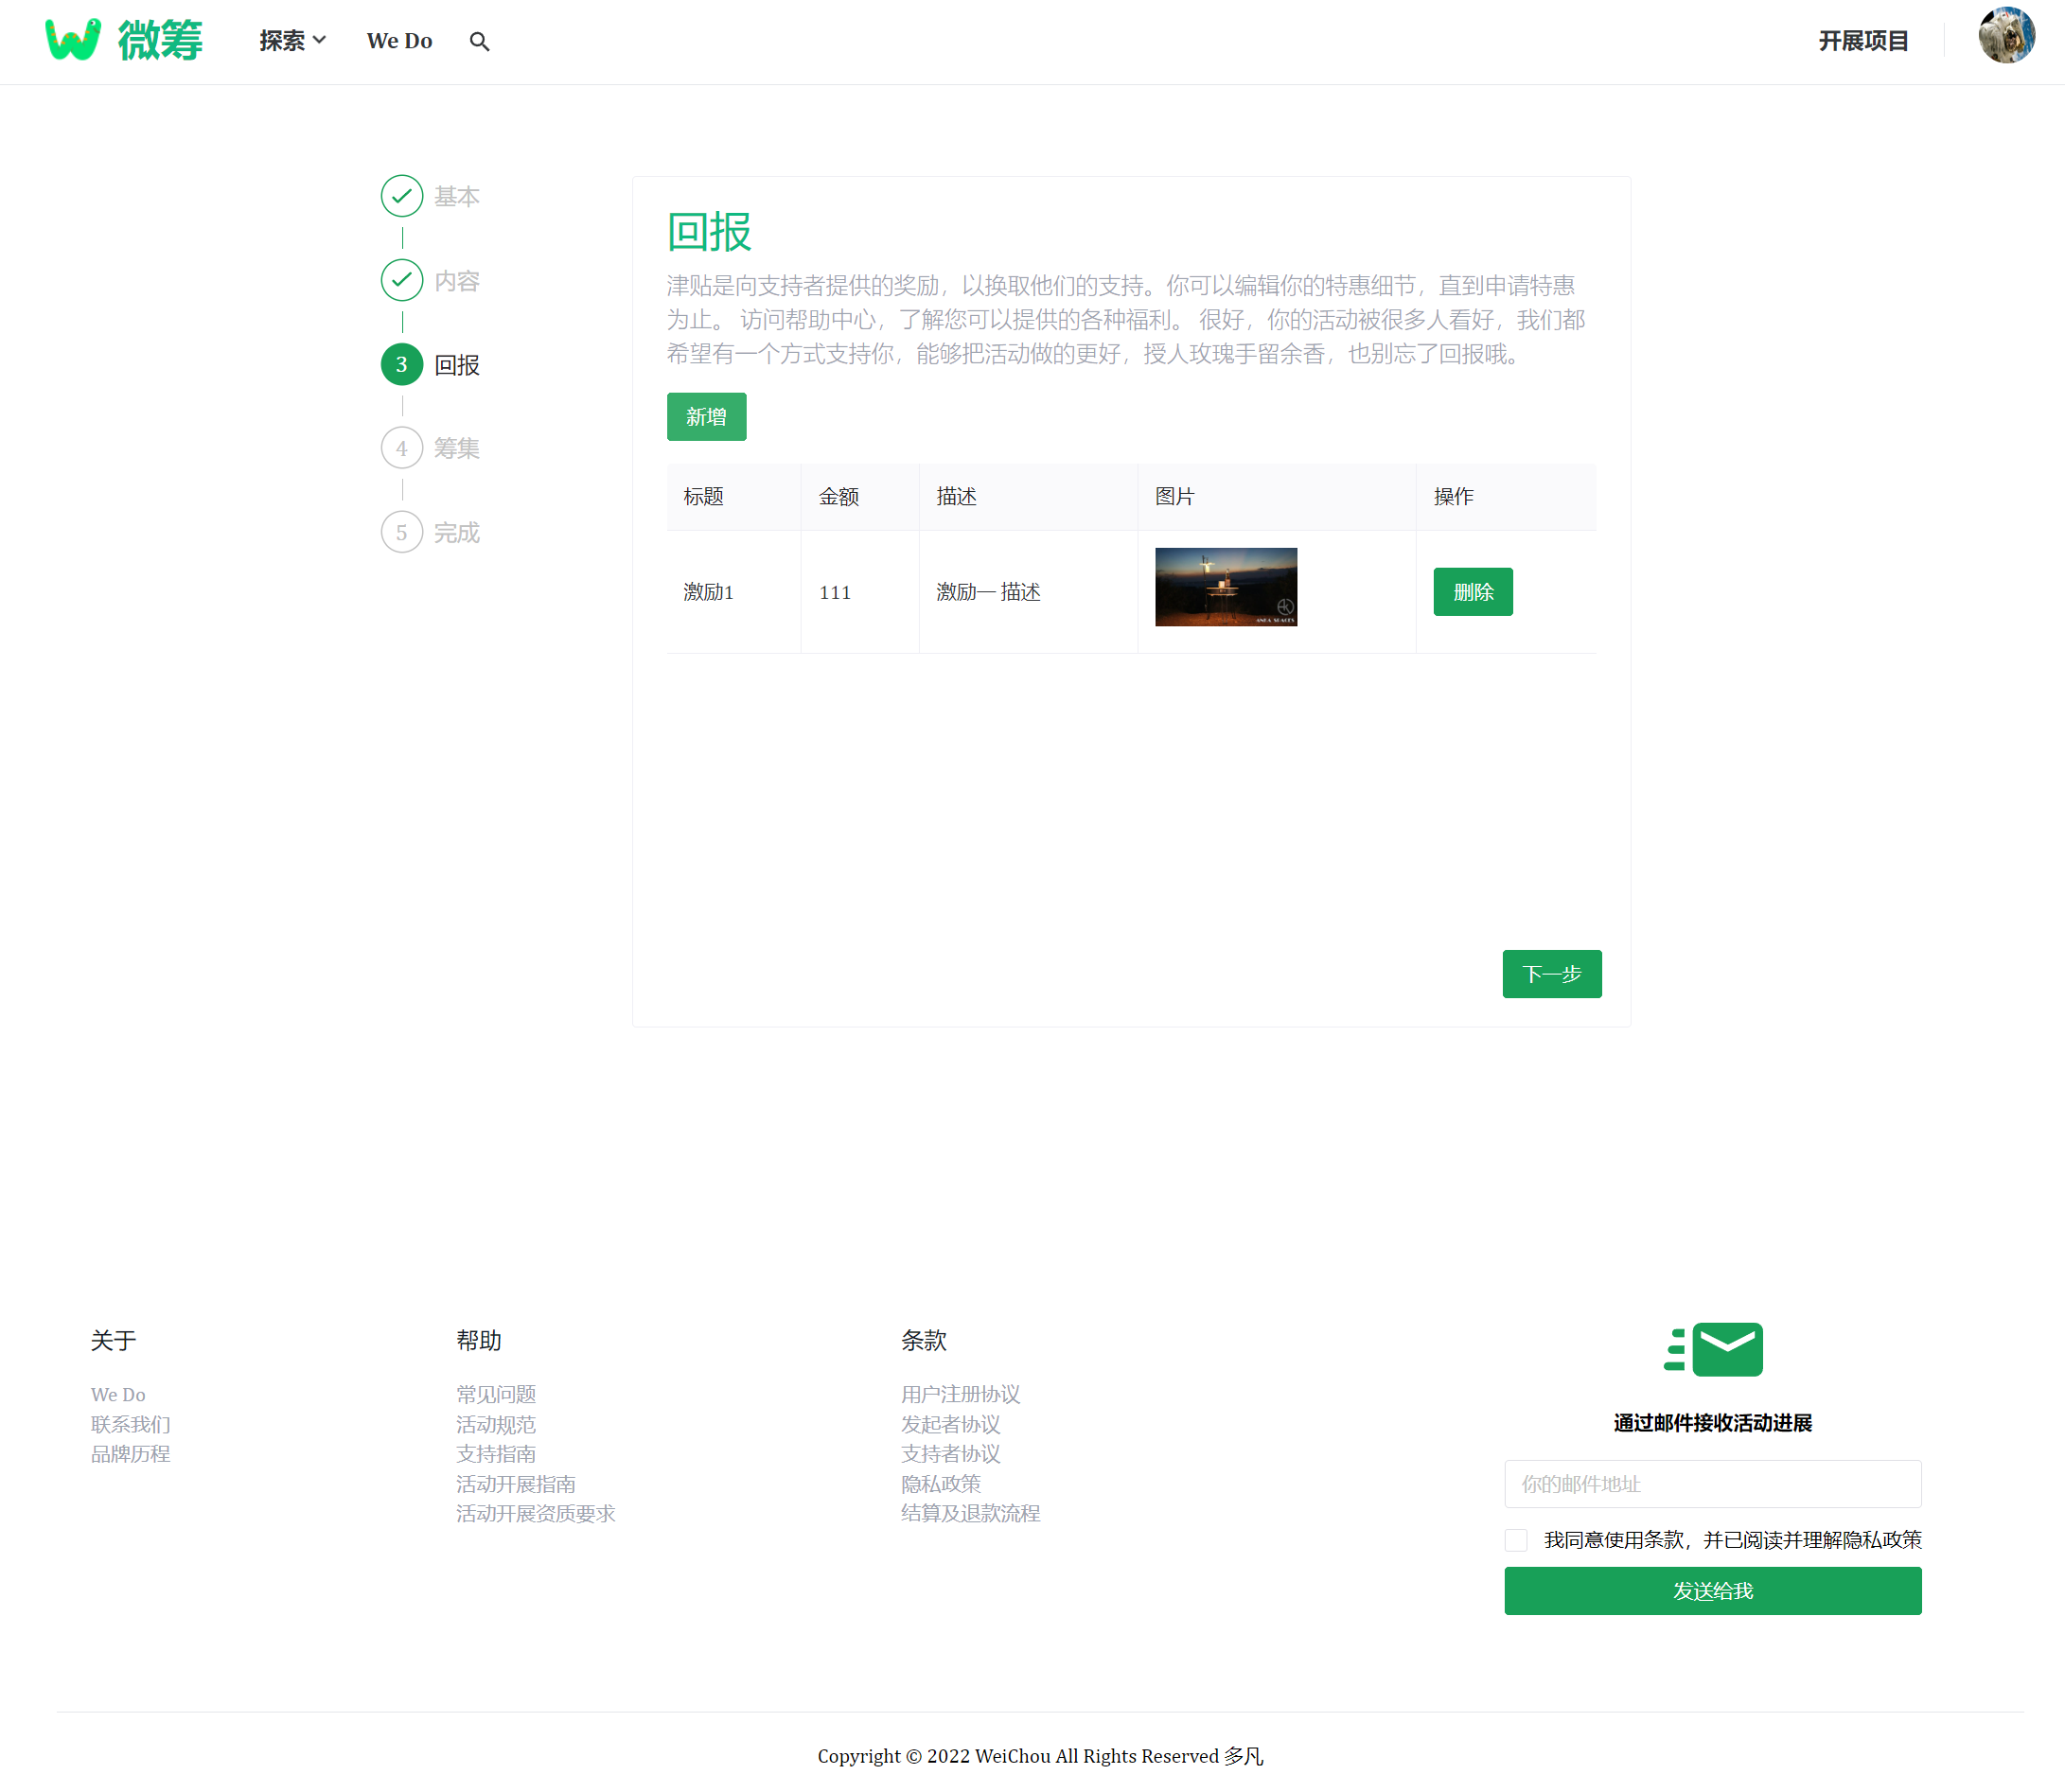 微筹
探索
We Do
开展项目
基本
内容
3 回报
4 筹集
5 完成
回报
津贴是向支持者提供的奖励，以换取他们的支持。你可以编辑你的特惠细节，直到申请特惠
为止。 访问帮助中心，了解您可以提供的各种福利。 很好，你的活动被很多人看好，我们都
希望有一个方式支持你，能够把活动做的更好，授人玫瑰手留余香，也别忘了回报哦。
新增
标题 金额 描述 图片 操作
激励1 111 激励一 描述 删除
下一步
关于
We Do
联系我们
品牌历程
帮助
常见问题
活动规范
支持指南
活动开展指南
活动开展资质要求
条款
用户注册协议
发起者协议
支持者协议
隐私政策
结算及退款流程
通过邮件接收活动进展
你的邮件地址
我同意使用条款，并已阅读并理解隐私政策
发送给我
Copyright © 2022 WeiChou All Rights Reserved 多凡